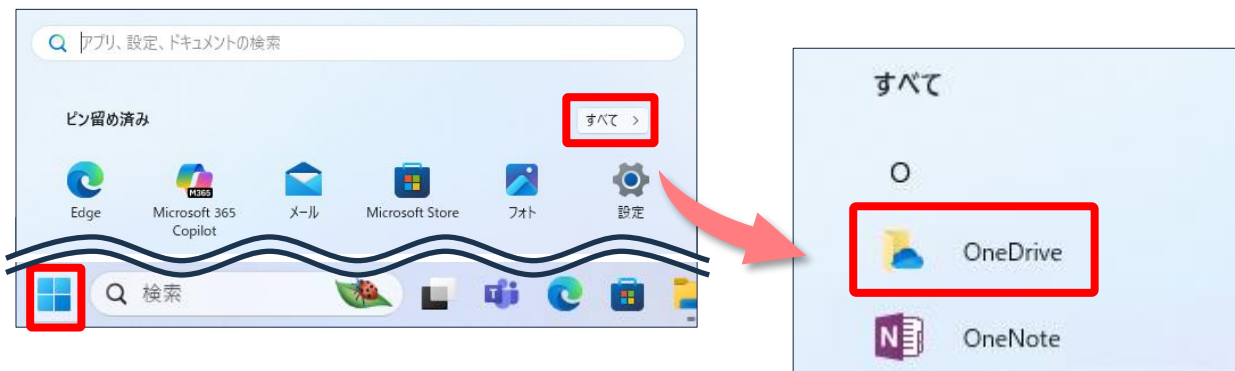 アプリ、設定、ドキュメントの検索
ピン留め済み
すべて >
Edge
Microsoft 365
Copilot
M365
メール
Microsoft Store
フォト
設定
検索
すべて
O
OneDrive
N
OneNote